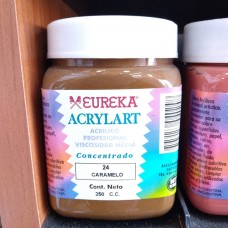 EUREKA
ACRYLART
ACRILICO
PROFESIONAL
VISCOSIDAD MEDIA
Concentrado
24
CARAMELO
Cont. Neto
250 C.C.